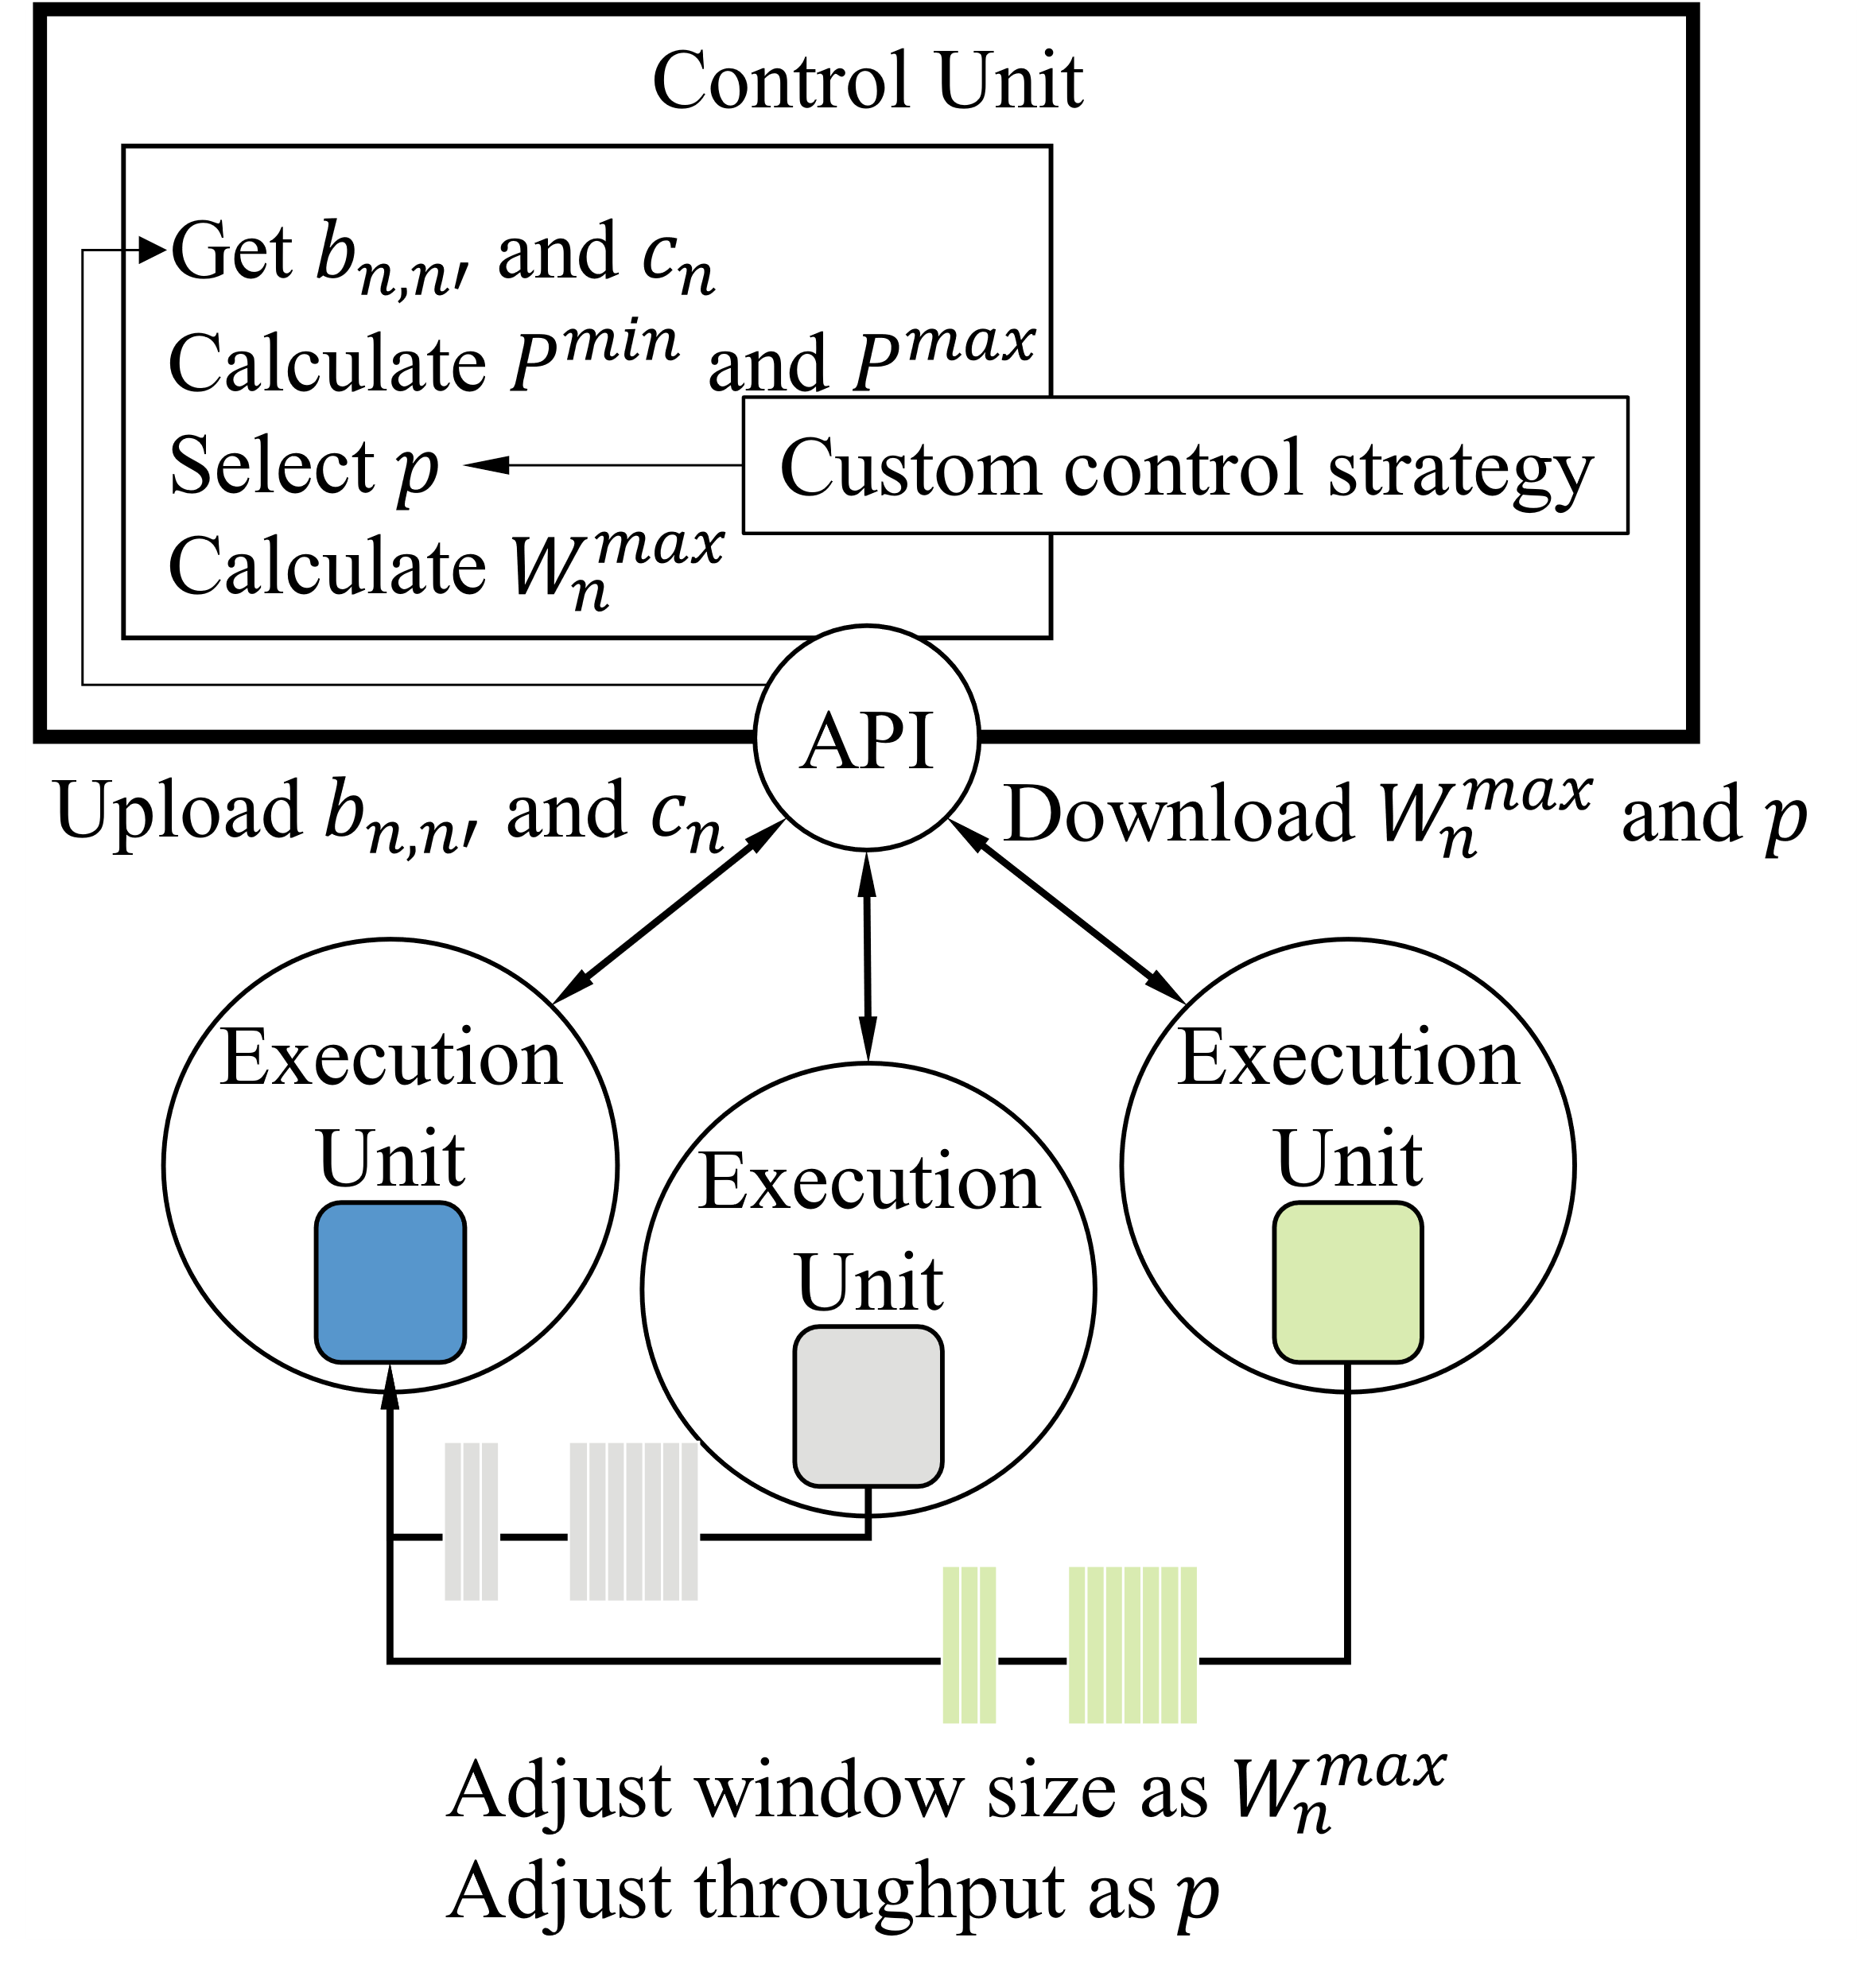 Control Unit
Get b_{n,n′} and c_n
Calculate P^{min} and P^{max}
Select p
Custom control strategy
Calculate W_n^{max}
API
Upload b_{n,n′} and c_n
Download W_n^{max} and p
Execution
Unit
Execution
Unit
Execution
Unit
Adjust window size as W_n^{max}
Adjust throughput as p